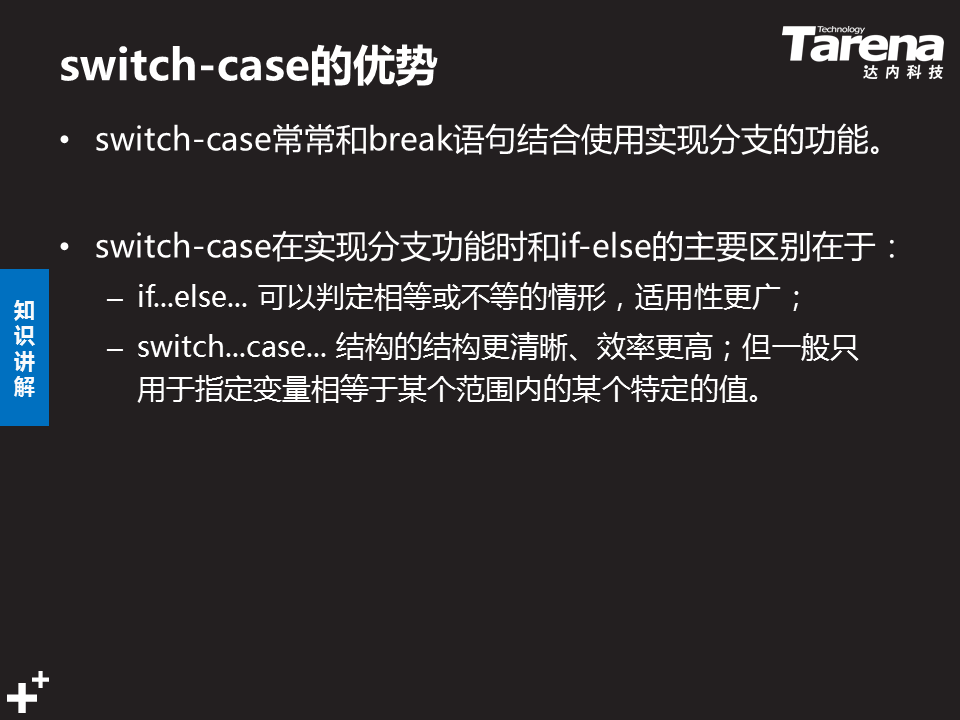 switch-case的优势
Technology
Tarena
达内科技
• switch-case常常和break语句结合使用实现分支的功能。
• switch-case在实现分支功能时和if-else的主要区别在于：
– if...else... 可以判定相等或不等的情形，适用性更广；
– switch...case... 结构的结构更清晰、效率更高；但一般只
用于指定变量相等于某个范围内的某个特定的值。
知
识
讲
解